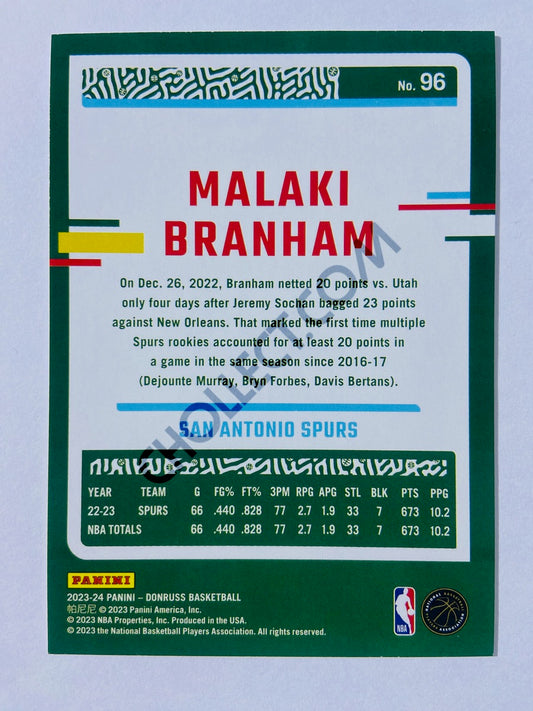 No. 96
MALAKI
BRANHAM
On Dec. 26, 2022, Branham netted 20 points vs. Utah
only four days after Jeremy Sochan bagged 23 points
against New Orleans. That marked the first time multiple
Spurs rookies accounted for at least 20 points in
a game in the same season since 2016-17
(Dejounte Murray, Bryn Forbes, Davis Bertans).
CHOLLECT.COM
SAN ANTONIO SPURS
YEAR TEAM G FG% FT% 3PM RPG APG STL BLK PTS PPG
22-23 SPURS 66 .440 .828 77 2.7 1.9 33 7 673 10.2
NBA TOTALS 66 .440 .828 77 2.7 1.9 33 7 673 10.2
PANINI
2023-24 PANINI – DONRUSS BASKETBALL
帕尼尼 © 2023 Panini America, Inc.
© 2023 NBA Properties, Inc. Produced in the USA.
© 2023 the National Basketball Players Association. All rights reserved.
NBA